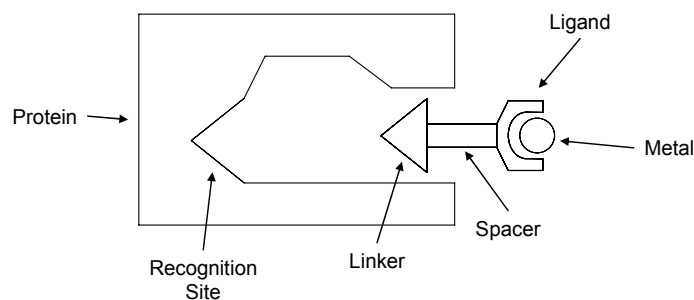 Ligand
Protein
Metal
Spacer
Linker
Recognition
Site